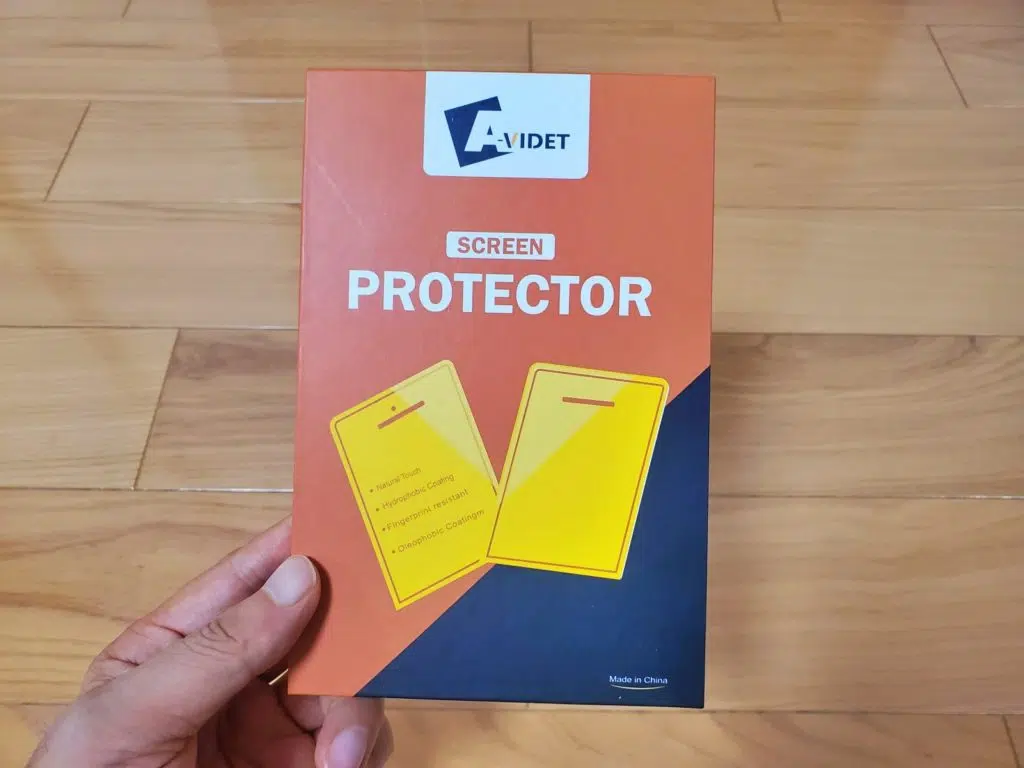 A-VIDET
SCREEN
PROTECTOR
• Natural Touch
• Hydrophobic Coating
• Fingerprint resistant
• Oleophobic Coatingm
Made in China